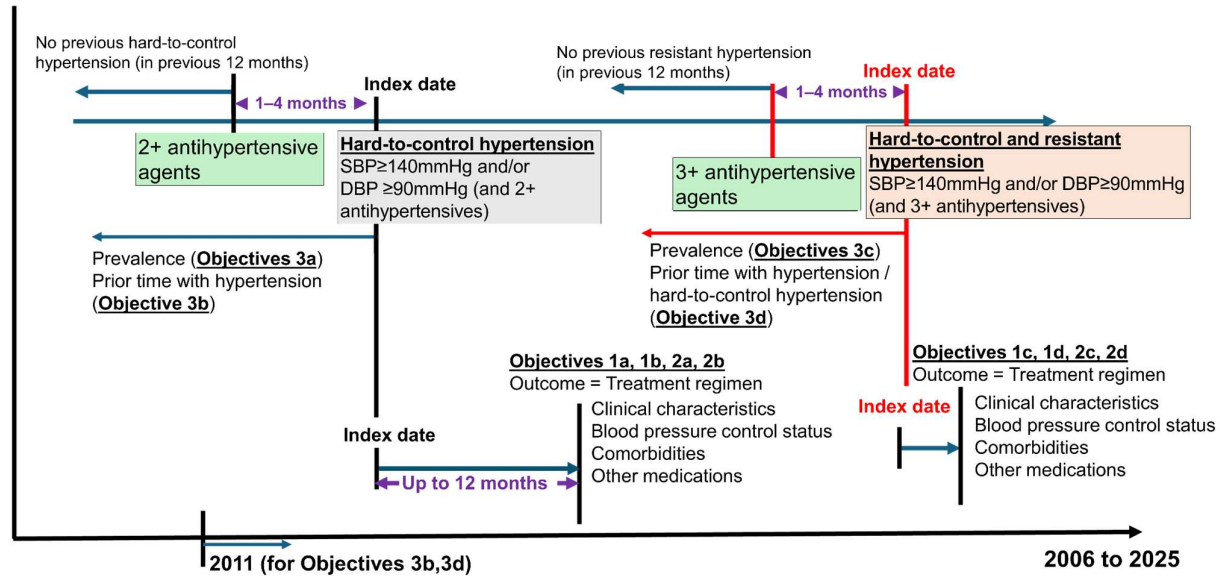 No previous hard-to-control
hypertension (in previous 12 months)
Index date
1–4 months
2+ antihypertensive
agents
Hard-to-control hypertension
SBP≥140mmHg and/or
DBP ≥90mmHg (and 2+
antihypertensives)
Prevalence (Objectives 3a)
Prior time with hypertension
(Objective 3b)
No previous resistant hypertension
(in previous 12 months)
Index date
1–4 months
3+ antihypertensive
agents
Hard-to-control and resistant
hypertension
SBP≥140mmHg and/or DBP≥90mmHg
(and 3+ antihypertensives)
Prevalence (Objectives 3c)
Prior time with hypertension /
hard-to-control hypertension
(Objective 3d)
Objectives 1a, 1b, 2a, 2b
Outcome = Treatment regimen
Clinical characteristics
Blood pressure control status
Comorbidities
Other medications
Index date
Up to 12 months
Objectives 1c, 1d, 2c, 2d
Outcome = Treatment regimen
Index date
Clinical characteristics
Blood pressure control status
Comorbidities
Other medications
2011 (for Objectives 3b,3d)
2006 to 2025